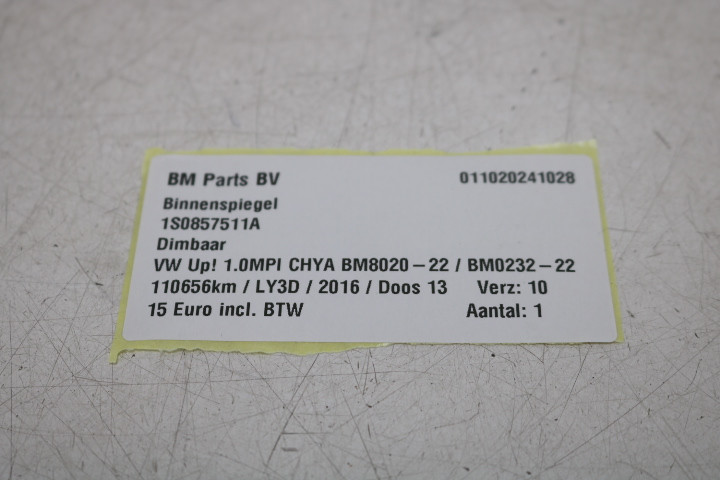 BM Parts BV 011020241028
Binnenspiegel
1S0857511A
Dimbaar
VW Up! 1.0MPI CHYA BM8020-22 / BM0232-22
110656km / LY3D / 2016 / Doos 13 Verz: 10
15 Euro incl. BTW Aantal: 1